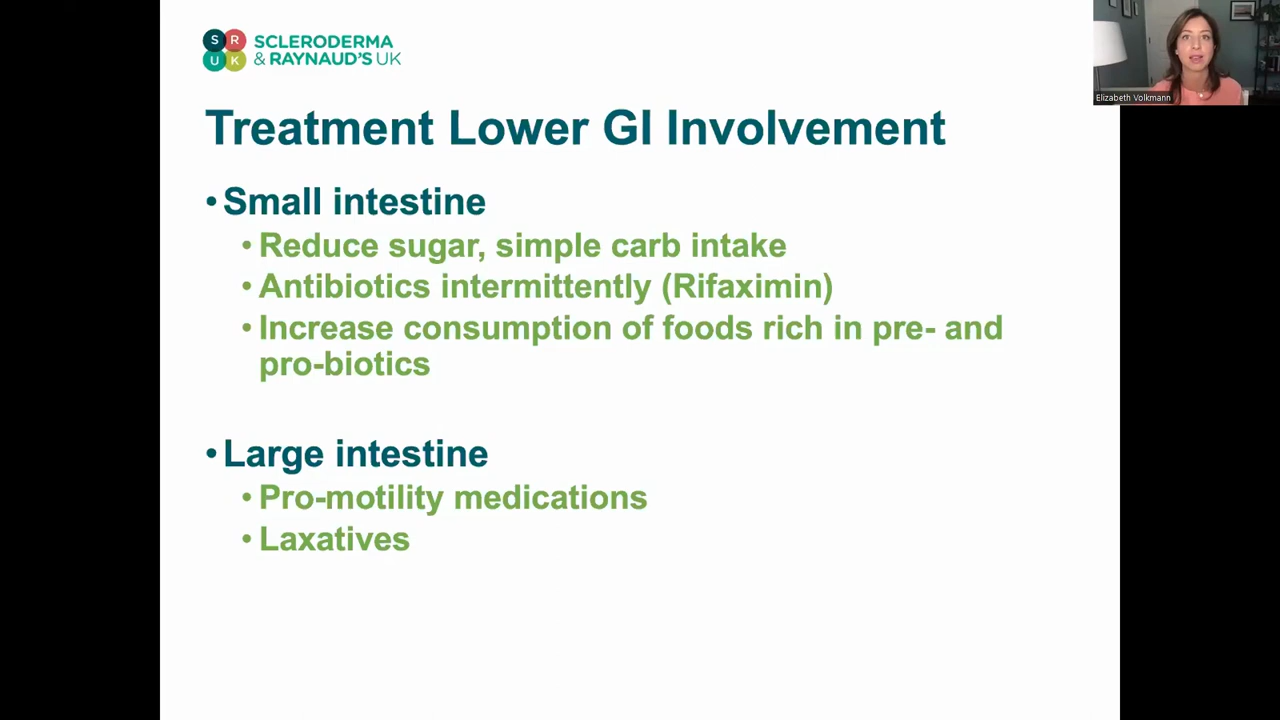 S R
U K
SCLERODERMA
& RAYNAUD'S UK
Elizabeth Volkmann
Treatment Lower GI Involvement
• Small intestine
• Reduce sugar, simple carb intake
• Antibiotics intermittently (Rifaximin)
• Increase consumption of foods rich in pre- and
pro-biotics
• Large intestine
• Pro-motility medications
• Laxatives